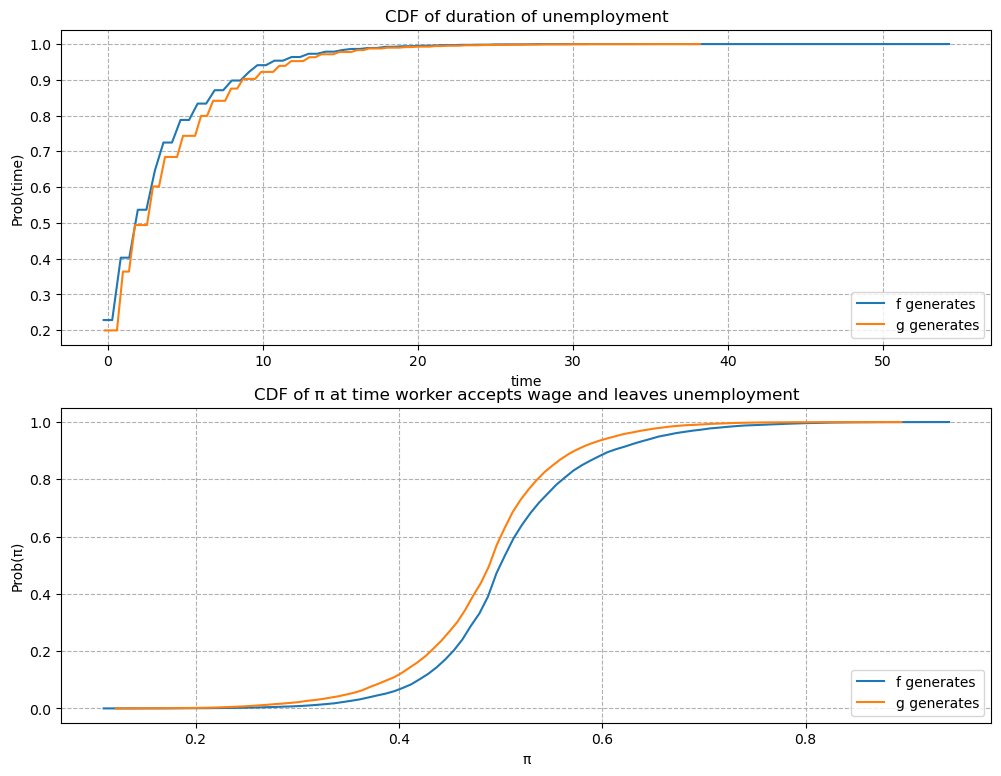 CDF of duration of unemployment
1.0
0.9
0.8
0.7
0.6
0.5
0.4
0.3
0.2
Prob(time)
f generates
g generates
0 10 20 30 40 50
time
CDF of π at time worker accepts wage and leaves unemployment
1.0
0.8
0.6
0.4
0.2
0.0
Prob(π)
f generates
g generates
0.2 0.4 0.6 0.8
π